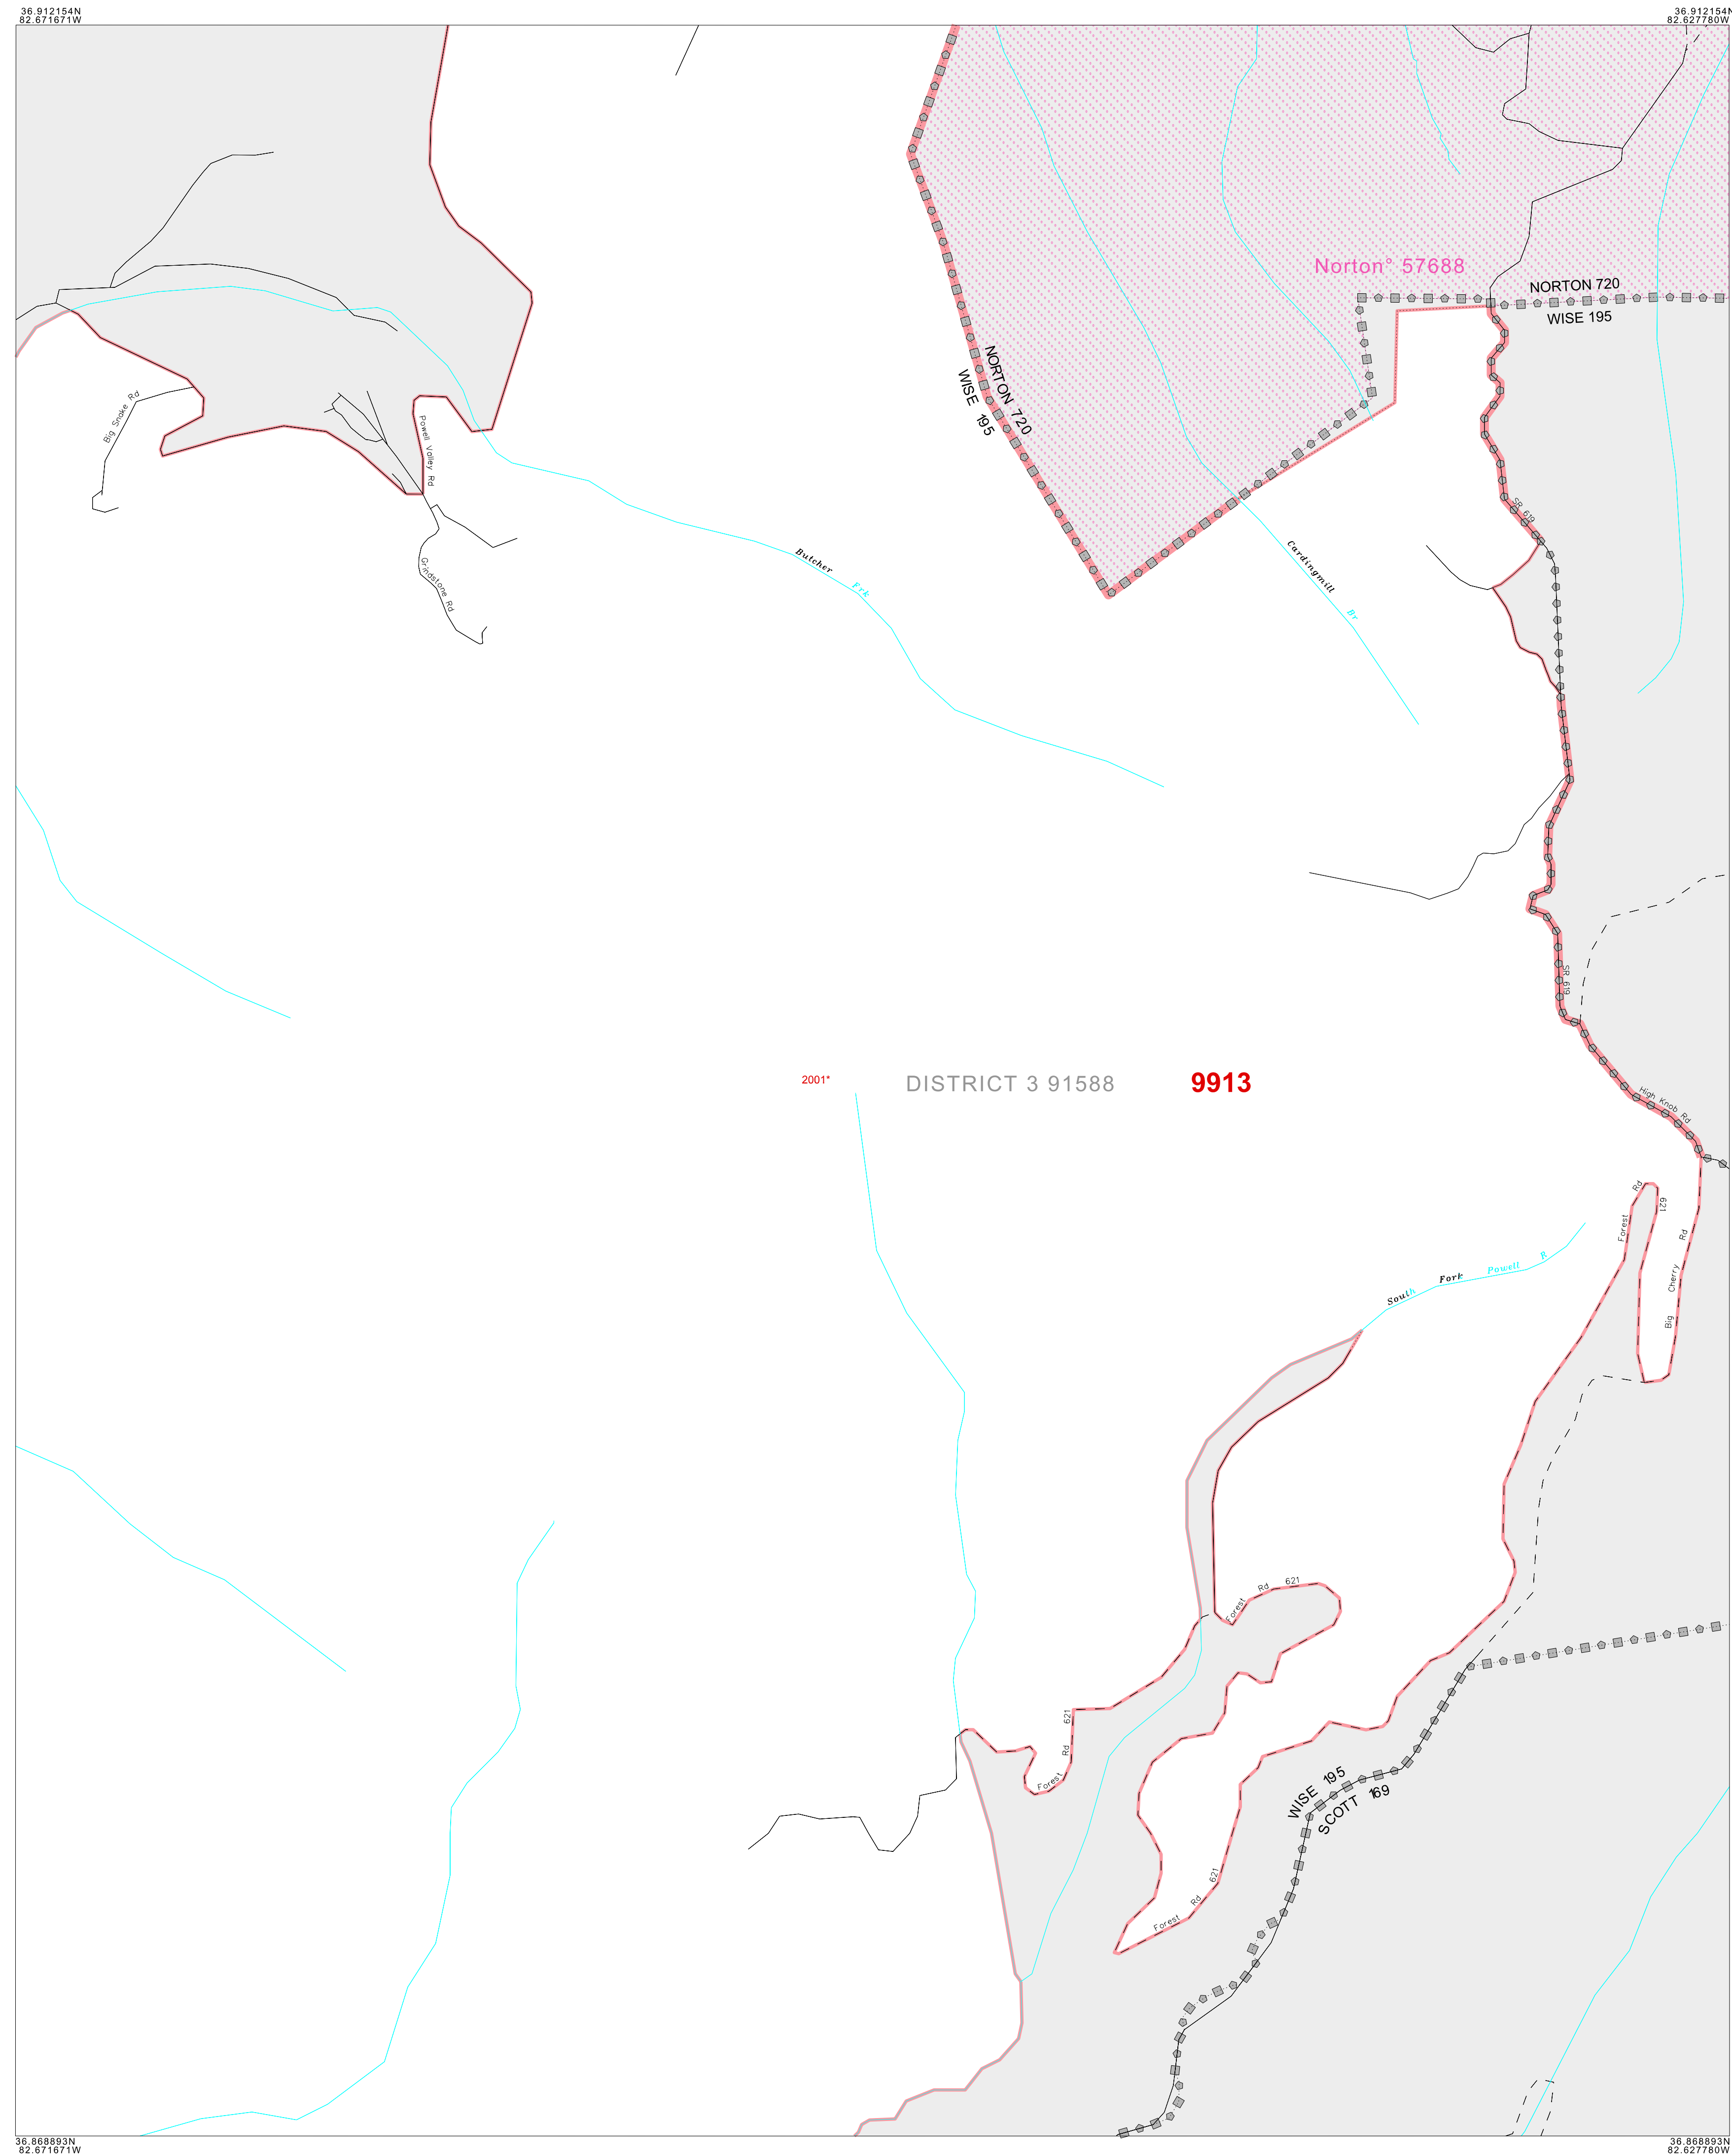 36.912154N
82.671671W
36.912154N
82.627780W
Norton° 57688
NORTON 720
WISE 195
NORTON 720
WISE 195
Big Snake Rd
Powell Valley Rd
Grindstone Rd
SR 619
Butcher Frk
Cardingmill Br
SR 619
2001*
DISTRICT 3 91588
9913
High Knob Rd
Forest Rd 621
Big Cherry Rd
South Fork Powell R
Forest Rd 621
Forest Rd 621
WISE 195
SCOTT 169
Forest Rd 621
36.868893N
82.671671W
36.868893N
82.627780W